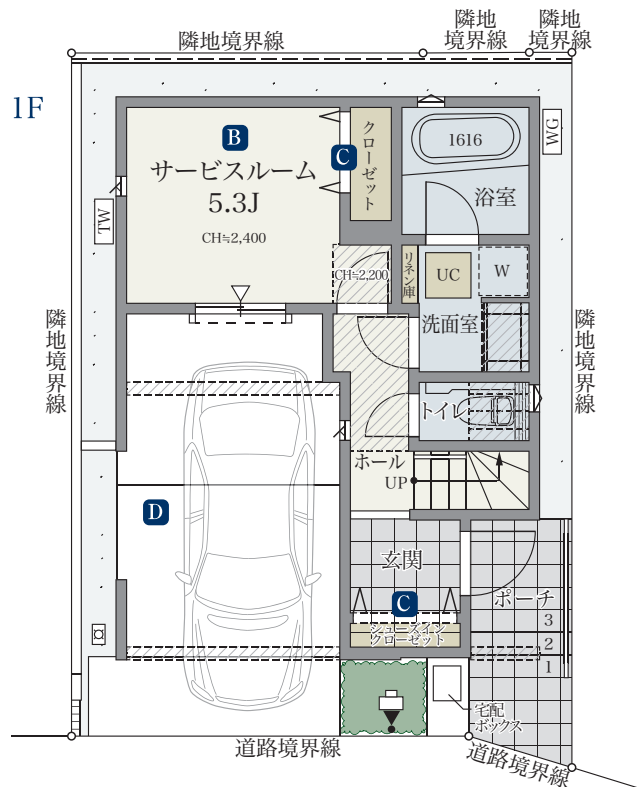 隣地境界線
隣地
境界線
隣地
境界線
1F
B
サービスルーム
5.3J
CH≒2,400
C
クローゼット
1616
浴室
WG
TW
CH≒2,200
リネン庫
UC
W
洗面室
隣地境界線
隣地境界線
トイレ
ホール
UP
D
玄関
C
シューズイン
クローゼット
ポーチ
3
2
1
宅配
ボックス
道路境界線
道路境界線